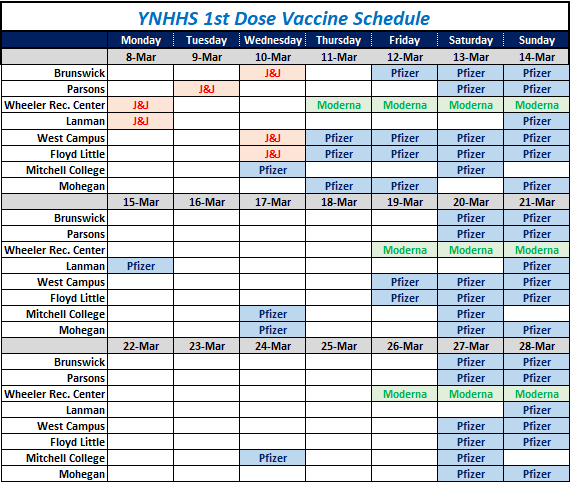 YNHHS 1st Dose Vaccine Schedule
Monday Tuesday Wednesday Thursday Friday Saturday Sunday
8-Mar 9-Mar 10-Mar 11-Mar 12-Mar 13-Mar 14-Mar
Brunswick J&J Pfizer Pfizer Pfizer
Parsons J&J Pfizer Pfizer
Wheeler Rec. Center J&J Moderna Moderna Moderna Moderna
Lanman J&J Pfizer
West Campus J&J Pfizer Pfizer Pfizer Pfizer
Floyd Little J&J Pfizer Pfizer Pfizer Pfizer
Mitchell College Pfizer Pfizer
Mohegan Pfizer Pfizer Pfizer
15-Mar 16-Mar 17-Mar 18-Mar 19-Mar 20-Mar 21-Mar
Brunswick Pfizer Pfizer
Parsons Pfizer Pfizer
Wheeler Rec. Center Moderna Moderna Moderna
Lanman Pfizer Pfizer
West Campus Pfizer Pfizer Pfizer
Floyd Little Pfizer Pfizer Pfizer
Mitchell College Pfizer Pfizer
Mohegan Pfizer Pfizer Pfizer
22-Mar 23-Mar 24-Mar 25-Mar 26-Mar 27-Mar 28-Mar
Brunswick Pfizer Pfizer
Parsons Pfizer Pfizer
Wheeler Rec. Center Moderna Moderna Moderna
Lanman Pfizer
West Campus Pfizer Pfizer
Floyd Little Pfizer Pfizer
Mitchell College Pfizer Pfizer
Mohegan Pfizer Pfizer